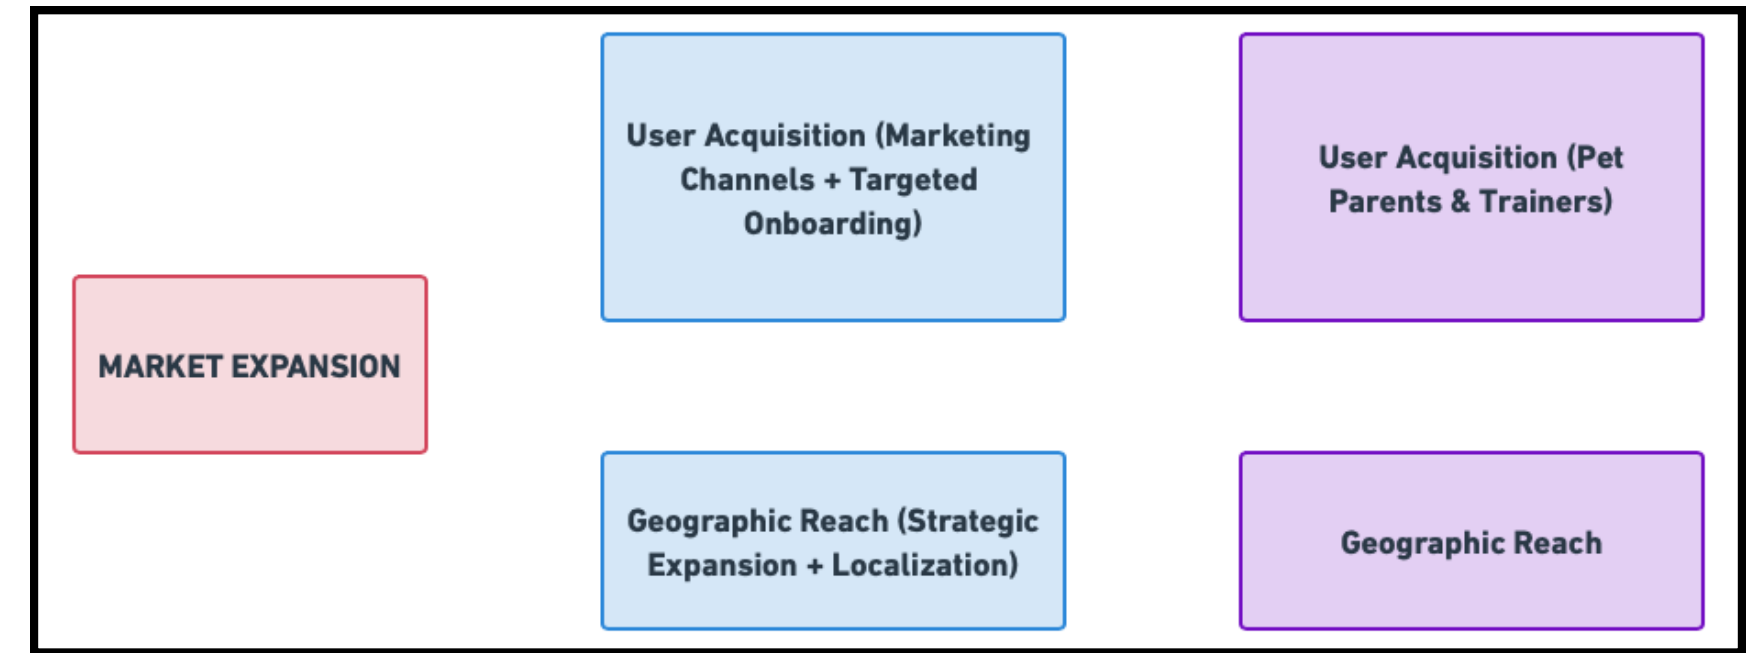 User Acquisition (Marketing
Channels + Targeted
Onboarding)
User Acquisition (Pet
Parents & Trainers)
MARKET EXPANSION
Geographic Reach (Strategic
Expansion + Localization)
Geographic Reach